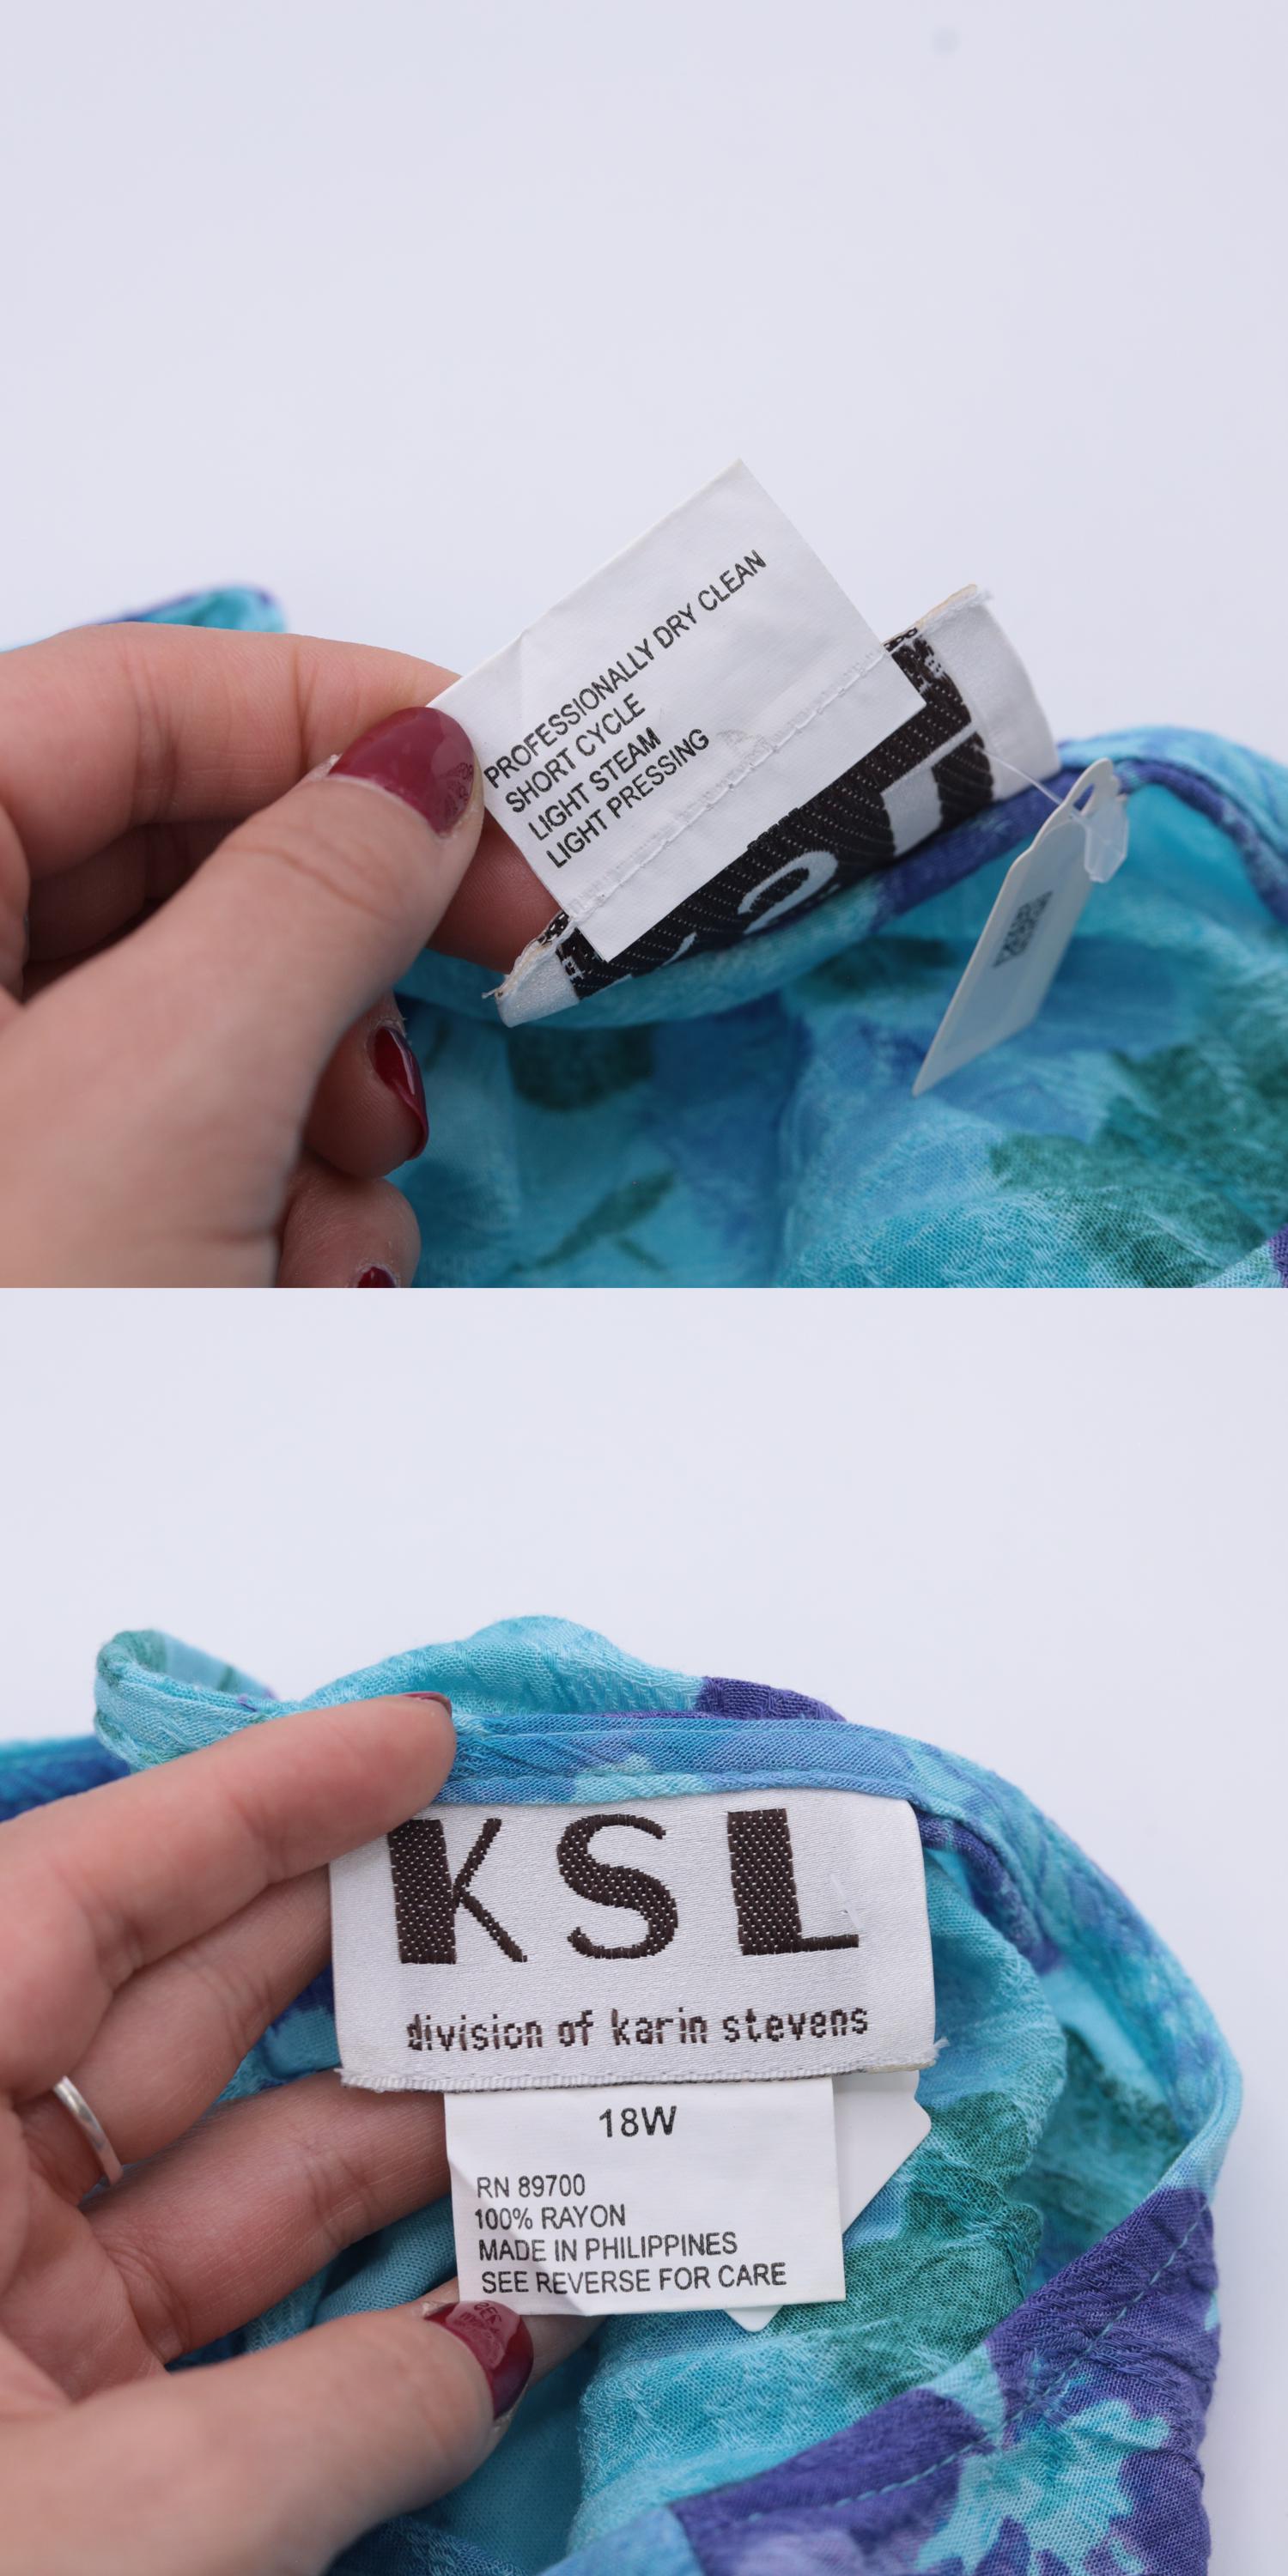 PROFESSIONALLY DRY CLEAN
SHORT CYCLE
LIGHT STEAM
LIGHT PRESSING
KSL
division of karin stevens
18W
RN 89700
100% RAYON
MADE IN PHILIPPINES
SEE REVERSE FOR CARE